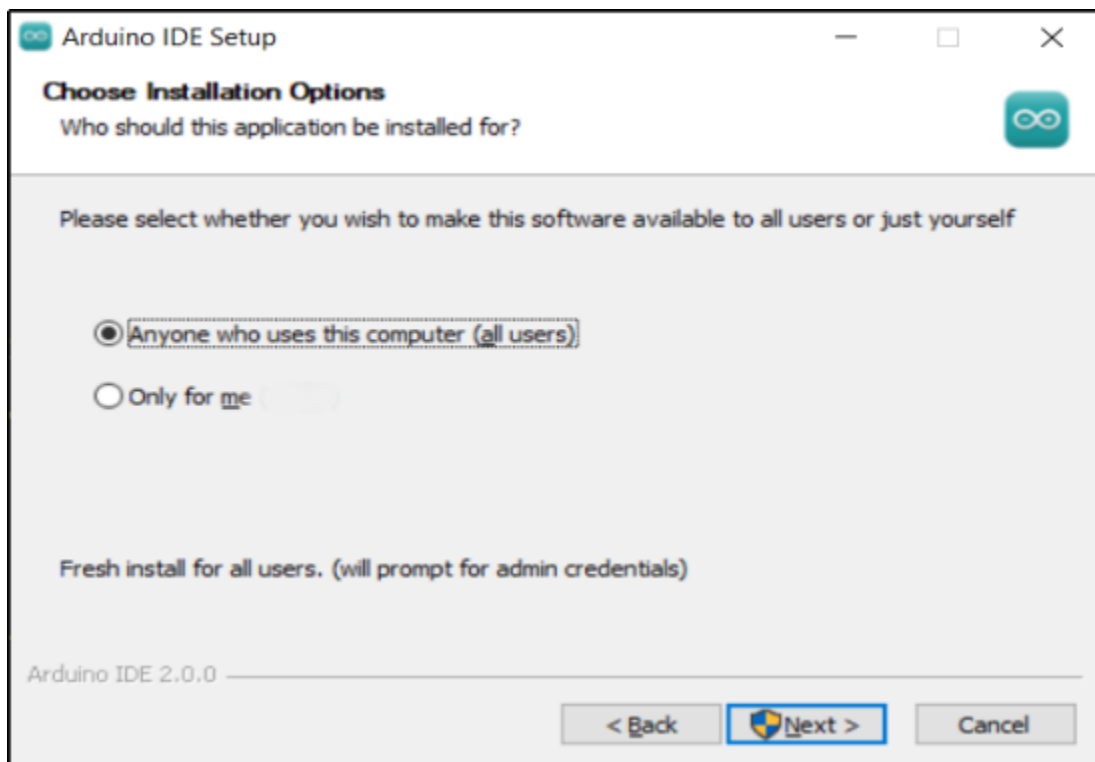 Arduino IDE Setup
Choose Installation Options
Who should this application be installed for?
Please select whether you wish to make this software available to all users or just yourself
Anyone who uses this computer (all users)
Only for me
Fresh install for all users. (will prompt for admin credentials)
Arduino IDE 2.0.0
< Back Next > Cancel